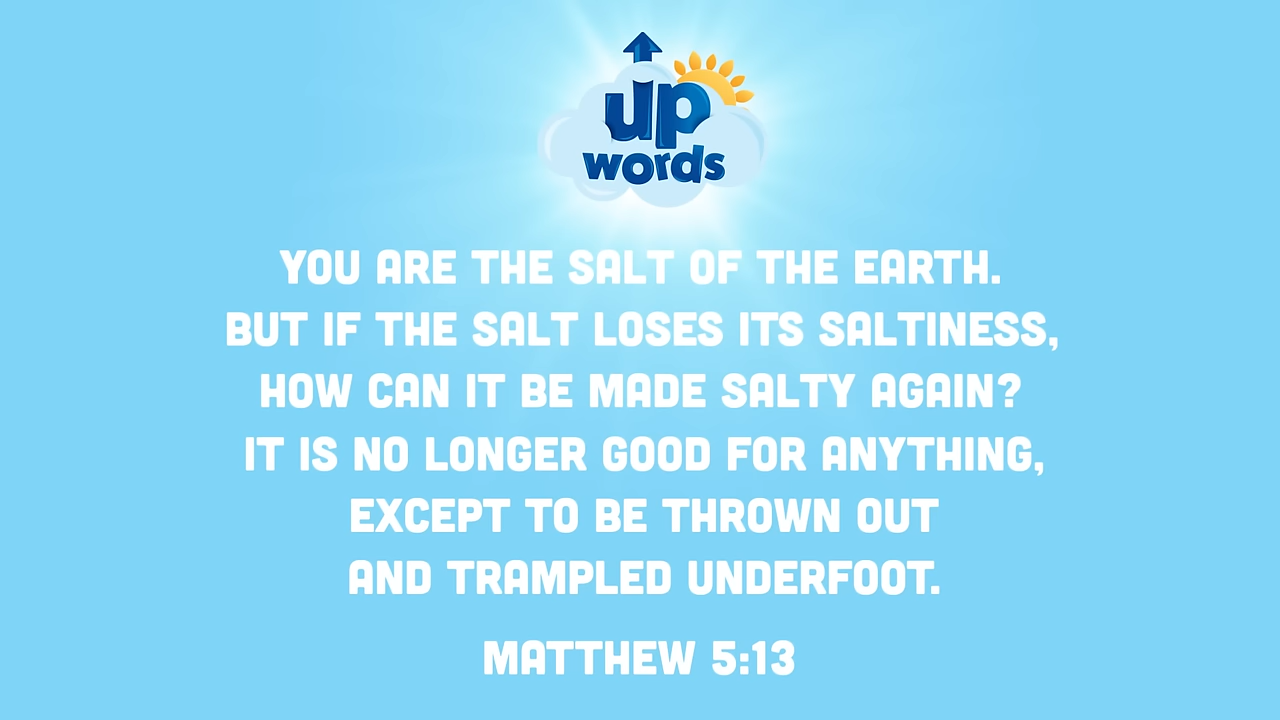 up
words
YOU ARE THE SALT OF THE EARTH.
BUT IF THE SALT LOSES ITS SALTINESS,
HOW CAN IT BE MADE SALTY AGAIN?
IT IS NO LONGER GOOD FOR ANYTHING,
EXCEPT TO BE THROWN OUT
AND TRAMPLED UNDERFOOT.
MATTHEW 5:13